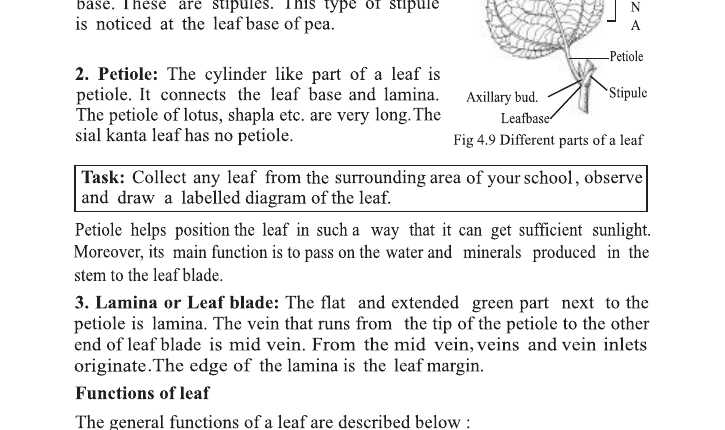 base. These are stipules. This type of stipule
is noticed at the leaf base of pea.
2. Petiole: The cylinder like part of a leaf is
petiole. It connects the leaf base and lamina.
The petiole of lotus, shapla etc. are very long. The
sial kanta leaf has no petiole.
N
A
Petiole
Axillary bud.
Stipule
Leafbase
Fig 4.9 Different parts of a leaf
Task: Collect any leaf from the surrounding area of your school, observe
and draw a labelled diagram of the leaf.
Petiole helps position the leaf in such a way that it can get sufficient sunlight.
Moreover, its main function is to pass on the water and minerals produced in the
stem to the leaf blade.
3. Lamina or Leaf blade: The flat and extended green part next to the
petiole is lamina. The vein that runs from the tip of the petiole to the other
end of leaf blade is mid vein. From the mid vein, veins and vein inlets
originate.The edge of the lamina is the leaf margin.
Functions of leaf
The general functions of a leaf are described below :